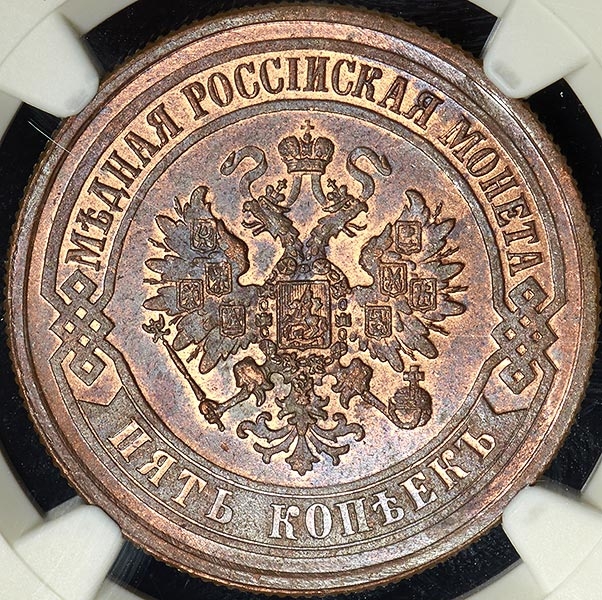 МѢДНАЯ РОССІЙСКАЯ МОНЕТА
ПЯТЬ КОПѢЕКЪ